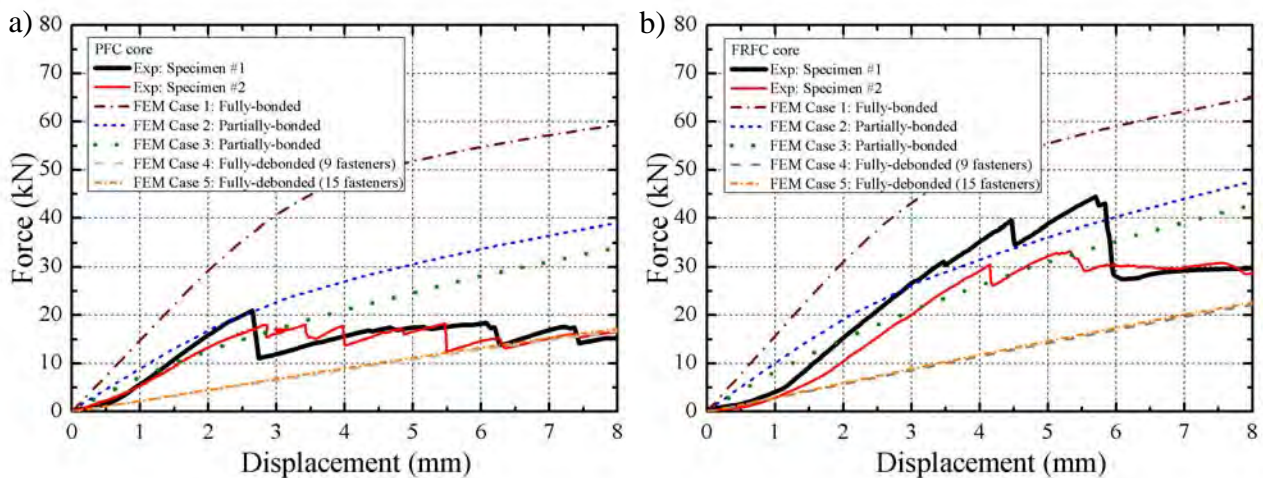 a)
80
70
60
50
40
30
20
10
0
Force (kN)
PFC core
Exp: Specimen #1
Exp: Specimen #2
FEM Case 1: Fully-bonded
FEM Case 2: Partially-bonded
FEM Case 3: Partially-bonded
FEM Case 4: Fully-debonded (9 fasteners)
FEM Case 5: Fully-debonded (15 fasteners)
0 1 2 3 4 5 6 7 8
Displacement (mm)
b)
80
70
60
50
40
30
20
10
0
Force (kN)
FRFC core
Exp: Specimen #1
Exp: Specimen #2
FEM Case 1: Fully-bonded
FEM Case 2: Partially-bonded
FEM Case 3: Partially-bonded
FEM Case 4: Fully-debonded (9 fasteners)
FEM Case 5: Fully-debonded (15 fasteners)
0 1 2 3 4 5 6 7 8
Displacement (mm)